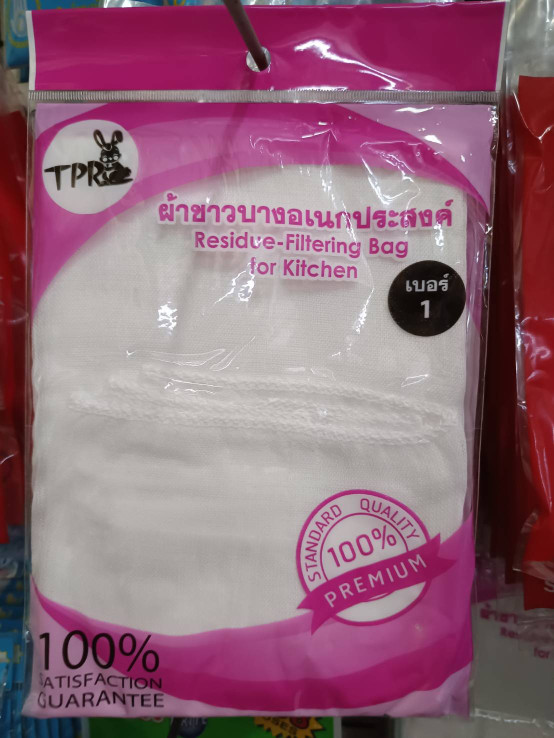 TPR
ผ้าขาวบางอเนกประสงค์
Residue-Filtering Bag
for Kitchen
เบอร์
1
STANDARD QUALITY
100%
PREMIUM
100%
SATISFACTION
GUARANTEE